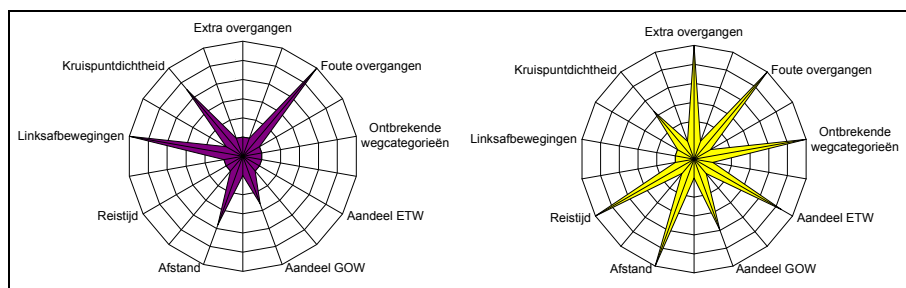 Extra overgangen
Foute overgangen
Ontbrekende
wegcategorieën
Aandeel ETW
Aandeel GOW
Afstand
Reistijd
Linksafbewegingen
Kruispuntdichtheid
Extra overgangen
Foute overgangen
Ontbrekende
wegcategorieën
Aandeel ETW
Aandeel GOW
Afstand
Reistijd
Linksafbewegingen
Kruispuntdichtheid